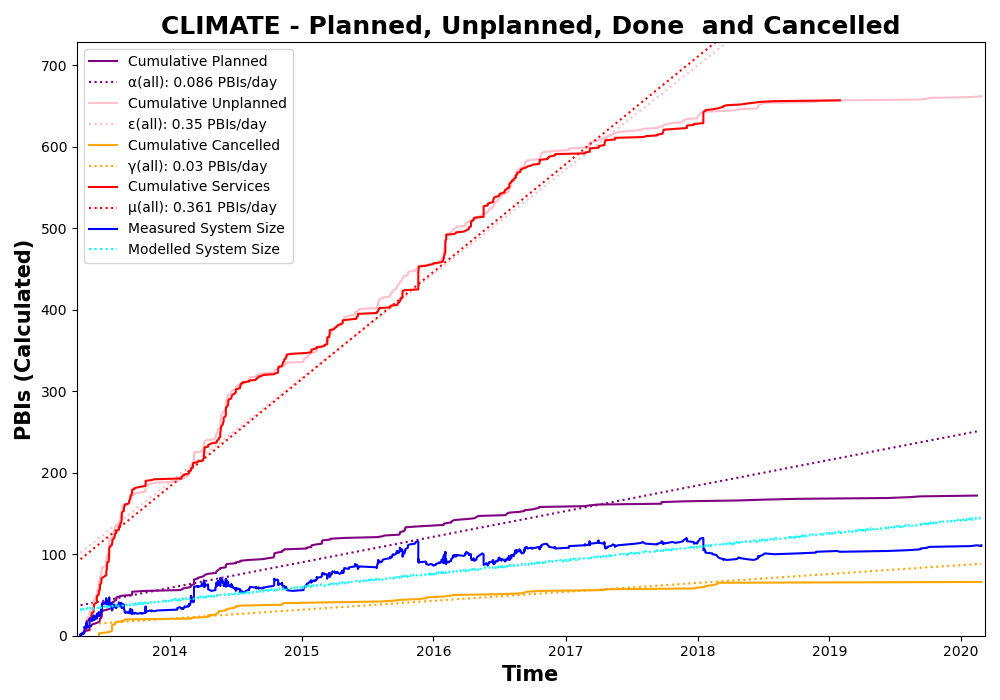 CLIMATE - Planned, Unplanned, Done  and Cancelled
Cumulative Planned
α(all): 0.086 PBIs/day
Cumulative Unplanned
ε(all): 0.35 PBIs/day
Cumulative Cancelled
γ(all): 0.03 PBIs/day
Cumulative Services
μ(all): 0.361 PBIs/day
Measured System Size
Modelled System Size
PBIs (Calculated)
700
600
500
400
300
200
100
0
2014 2015 2016 2017 2018 2019 2020
Time